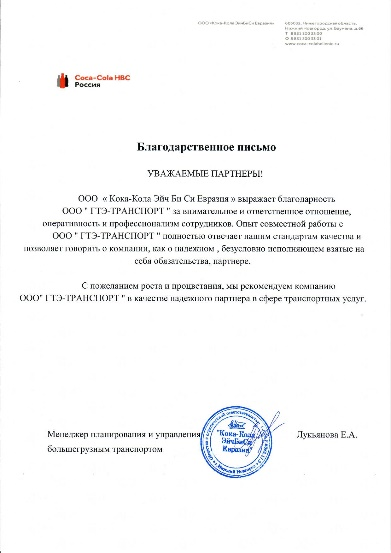 Coca-Cola HBC
Россия
Благодарственное письмо
УВАЖАЕМЫЕ ПАРТНЕРЫ!
ООО « Кока-Кола Эйч Би Си Евразия » выражает благодарность
ООО " ГТЭ-ТРАНСПОРТ " за внимательное и ответственное отношение,
оперативность и профессионализм сотрудников. Опыт совместной работы с
ООО " ГТЭ-ТРАНСПОРТ " полностью отвечает нашим стандартам качества и
позволяет говорить о компании, как о надежном , безусловно исполняющем взятые на
себя обязательства, партнере.
С пожеланием роста и процветания, мы рекомендуем компанию
ООО" ГТЭ-ТРАНСПОРТ " в качестве надежного партнера в сфере транспортных услуг.
Менеджер планирования и управления
большегрузным транспортом
"Кока-Кола
ЭйчБиСи
Евразия"
Лукьянова Е.А.